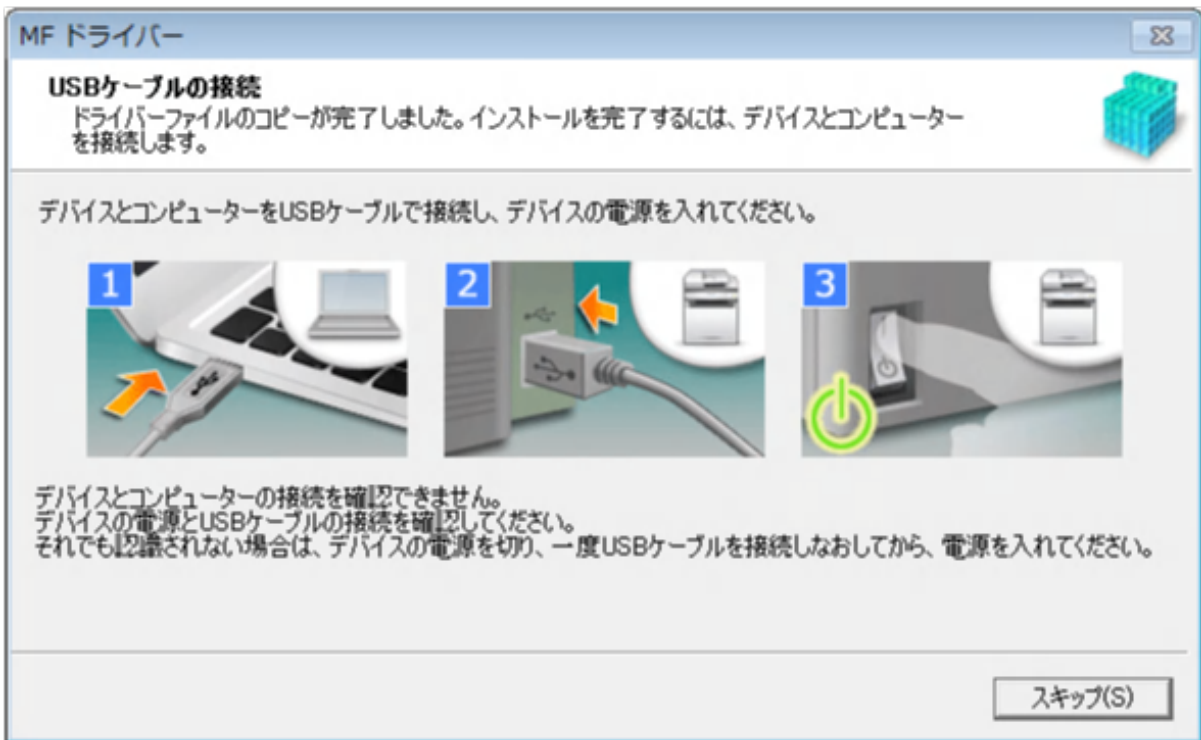 MF ドライバー
USBケーブルの接続
ドライバーファイルのコピーが完了しました。インストールを完了するには、デバイスとコンピューター
を接続します。
デバイスとコンピューターをUSBケーブルで接続し、デバイスの電源を入れてください。
1
2
3
デバイスとコンピューターの接続を確認できません。
デバイスの電源とUSBケーブルの接続を確認してください。
それでも認識されない場合は、デバイスの電源を切り、一度USBケーブルを接続しなおしてから、電源を入れてください。
スキップ(S)